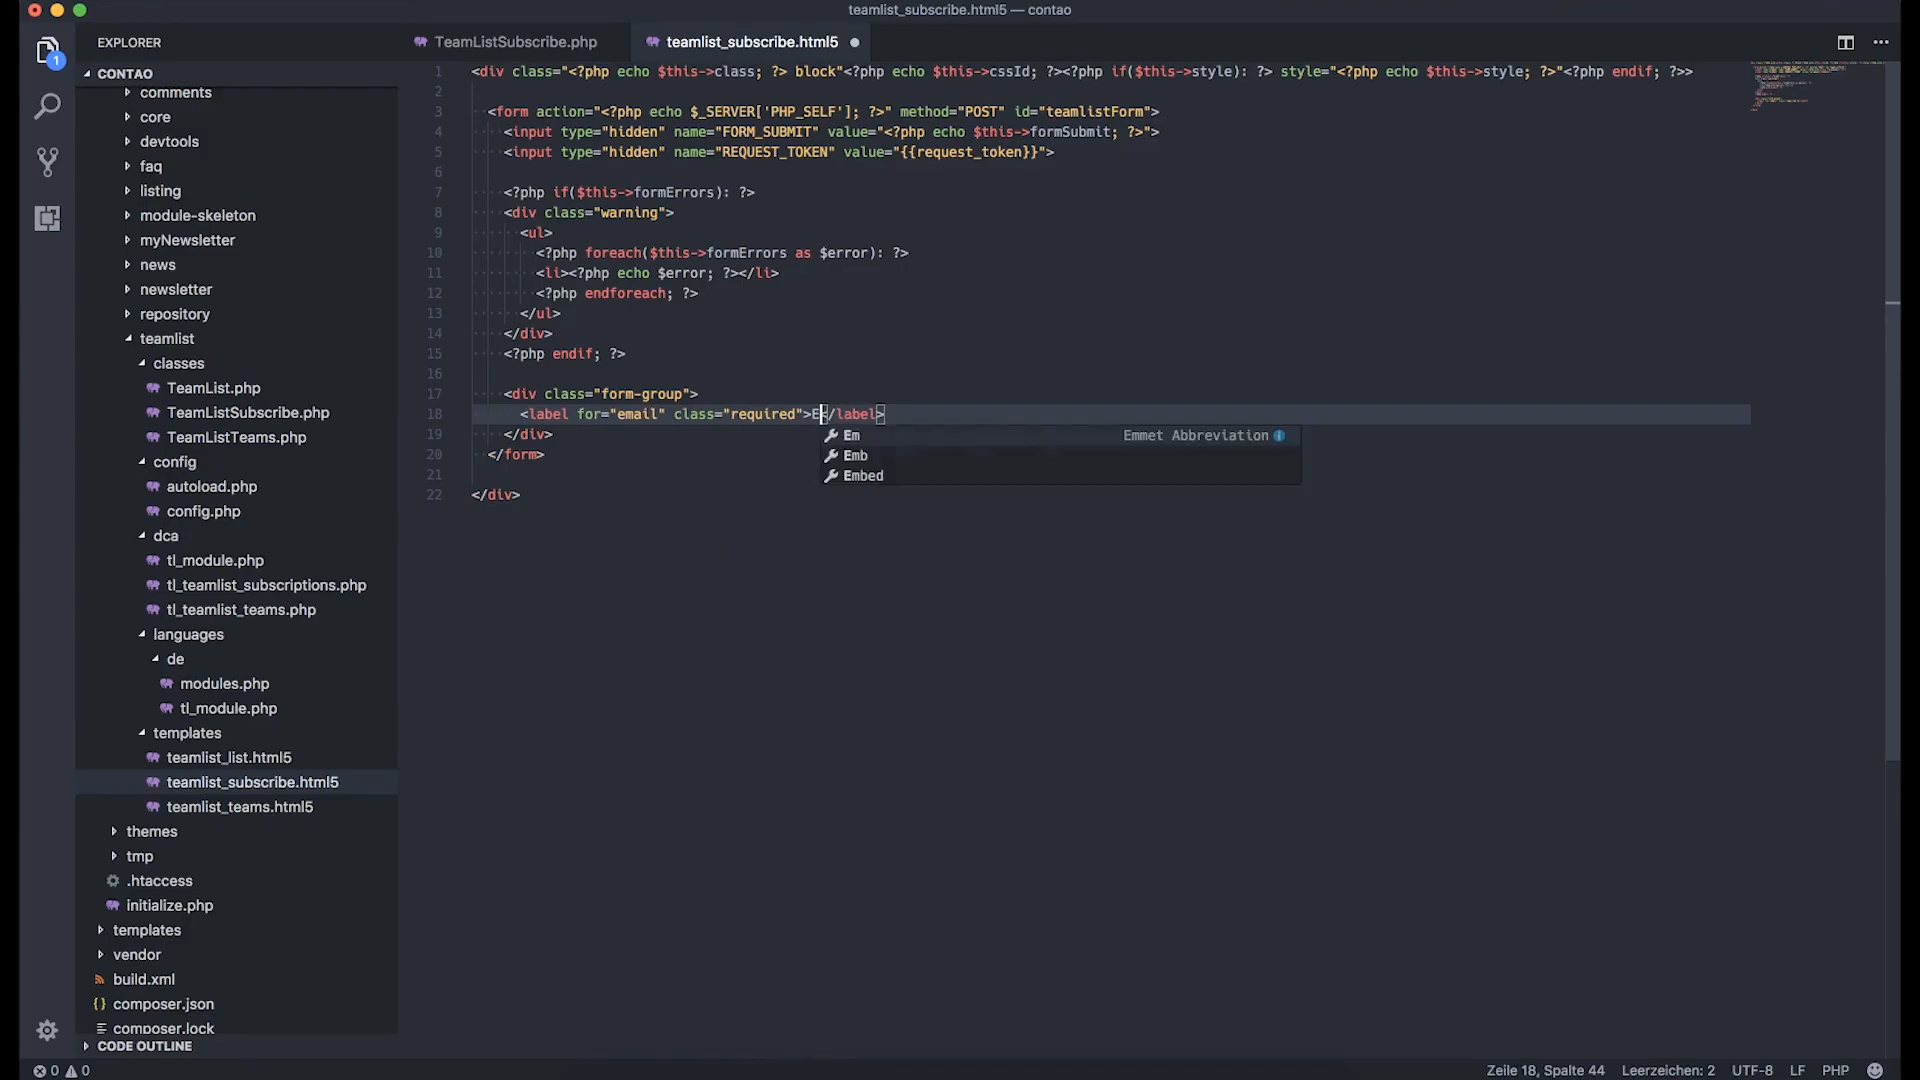 teamlist_subscribe.html5 — contao
EXPLORER
TeamListSubscribe.php
teamlist_subscribe.html5
1
CONTAO
comments
core
devtools
faq
listing
module-skeleton
myNewsletter
news
newsletter
repository
teamlist
classes
TeamList.php
TeamListSubscribe.php
TeamListTeams.php
config
autoload.php
config.php
dca
tl_module.php
tl_teamlist_subscriptions.php
tl_teamlist_teams.php
languages
de
modules.php
tl_module.php
templates
teamlist_list.html5
teamlist_subscribe.html5
teamlist_teams.html5
themes
tmp
.htaccess
initialize.php
templates
vendor
build.xml
composer.json
composer.lock
CODE OUTLINE
1 <div class="<?php echo $this->class; ?> block"<?php echo $this->cssId; ?><?php if($this->style): ?> style="<?php echo $this->style; ?>"<?php endif; ?>>
2
3 <form action="<?php echo $_SERVER['PHP_SELF']; ?>" method="POST" id="teamlistForm">
4 <input type="hidden" name="FORM_SUBMIT" value="<?php echo $this->formSubmit; ?>">
5 <input type="hidden" name="REQUEST_TOKEN" value="{{request_token}}">
6
7 <?php if($this->formErrors): ?>
8 <div class="warning">
9 <ul>
10 <?php foreach($this->formErrors as $error): ?>
11 <li><?php echo $error; ?></li>
12 <?php endforeach; ?>
13 </ul>
14 </div>
15 <?php endif; ?>
16
17 <div class="form-group">
18 <label for="email" class="required">E</label>
19 </div>
20 </form>
21
22 </div>
Em Emmet Abbreviation
Emb
Embed
0 0
Zeile 18, Spalte 44 Leerzeichen: 2 UTF-8 LF PHP